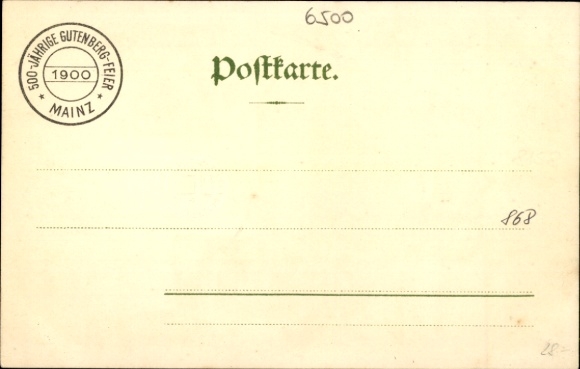 6500
500-JÄHRIGE GUTENBERG-FEIER
1900
* MAINZ *
Poſtkarte.
868
28-